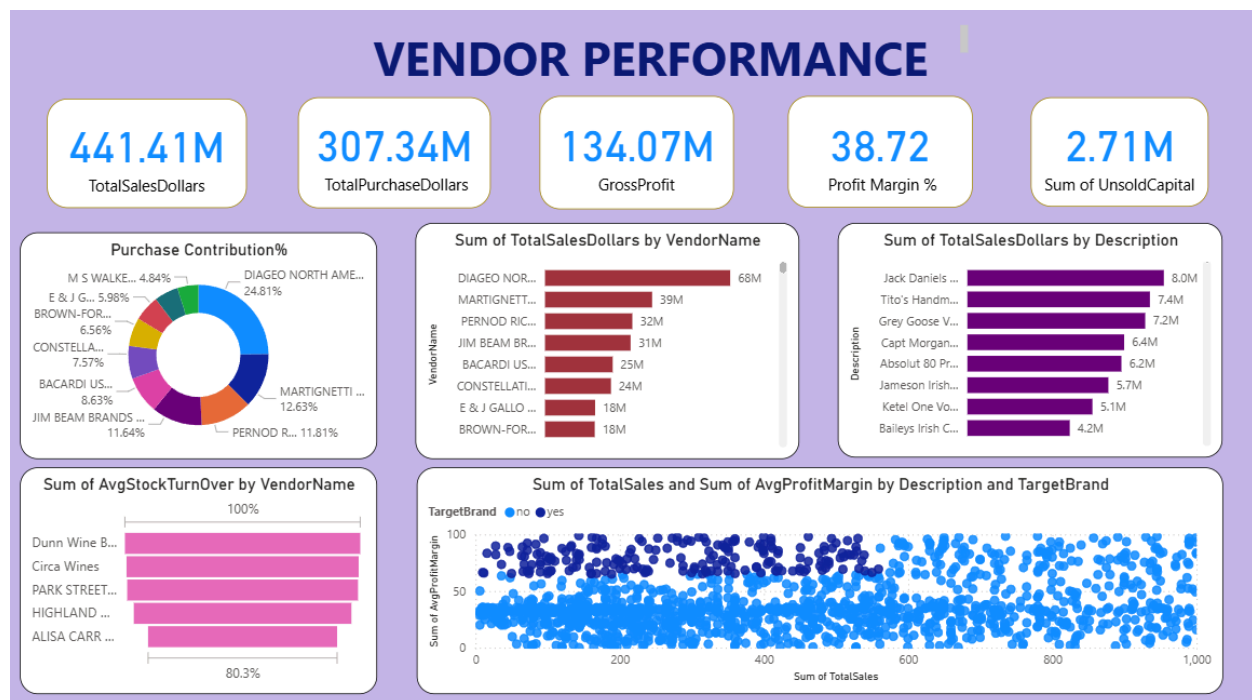 VENDOR PERFORMANCE
441.41M
TotalSalesDollars
307.34M
TotalPurchaseDollars
134.07M
GrossProfit
38.72
Profit Margin %
2.71M
Sum of UnsoldCapital
Purchase Contribution%
M S WALKE... 4.84%
E & J G... 5.98%
BROWN-FOR...
6.56%
CONSTELLA...
7.57%
BACARDI US...
8.63%
JIM BEAM BRANDS ...
11.64%
DIAGEO NORTH AME...
24.81%
MARTIGNETTI ...
12.63%
PERNOD R... 11.81%
Sum of TotalSalesDollars by VendorName
VendorName
DIAGEO NOR... 68M
MARTIGNETT... 39M
PERNOD RIC... 32M
JIM BEAM BR... 31M
BACARDI US... 25M
CONSTELLATI... 24M
E & J GALLO ... 18M
BROWN-FOR... 18M
Sum of TotalSalesDollars by Description
Description
Jack Daniels ... 8.0M
Tito's Handm... 7.4M
Grey Goose V... 7.2M
Capt Morgan... 6.4M
Absolut 80 Pr... 6.2M
Jameson Irish... 5.7M
Ketel One Vo... 5.1M
Baileys Irish C... 4.2M
Sum of AvgStockTurnOver by VendorName
100%
Dunn Wine B...
Circa Wines
PARK STREET...
HIGHLAND ...
ALISA CARR ...
80.3%
Sum of TotalSales and Sum of AvgProfitMargin by Description and TargetBrand
TargetBrand no yes
Sum of AvgProfitMargin
100
50
0
0 200 400 600 800 1,000
Sum of TotalSales